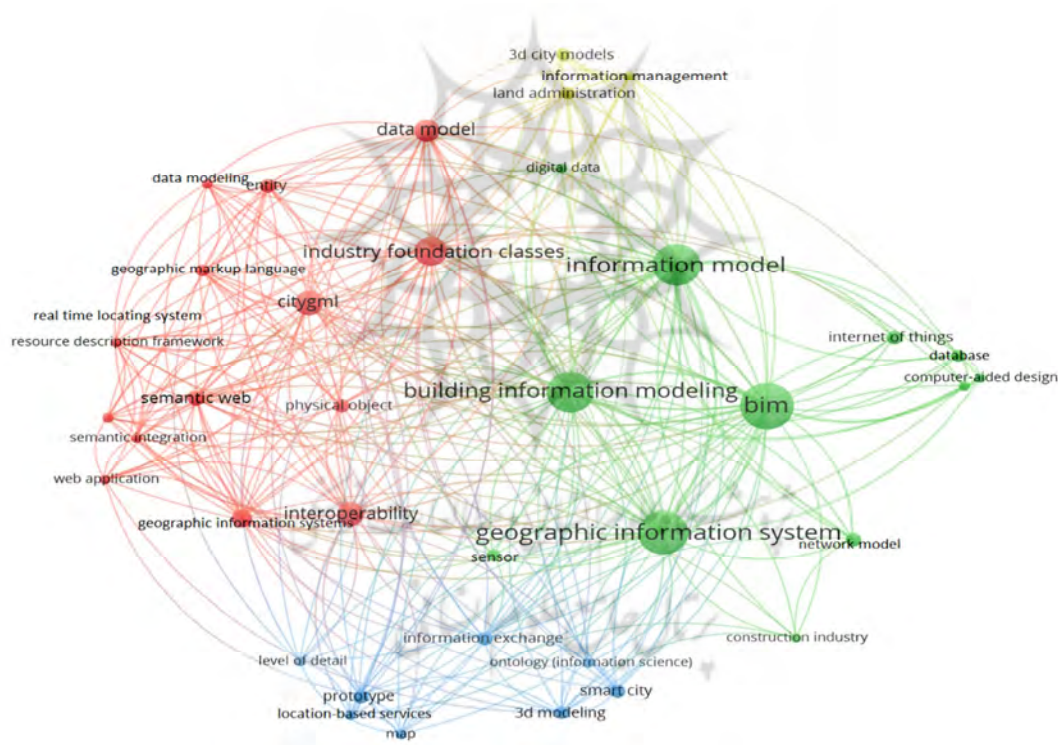 3d city models
information management
land administration
data model
digital data
data modeling
entity
industry foundation classes
information model
geographic markup language
citygml
real time locating system
resource description framework
internet of things
database
computer-aided design
building information modeling
bim
semantic web
physical object
semantic integration
web application
geographic information systems
interoperability
geographic information system
sensor
network model
information exchange
construction industry
level of detail
ontology (information science)
smart city
prototype
location-based services
3d modeling
map